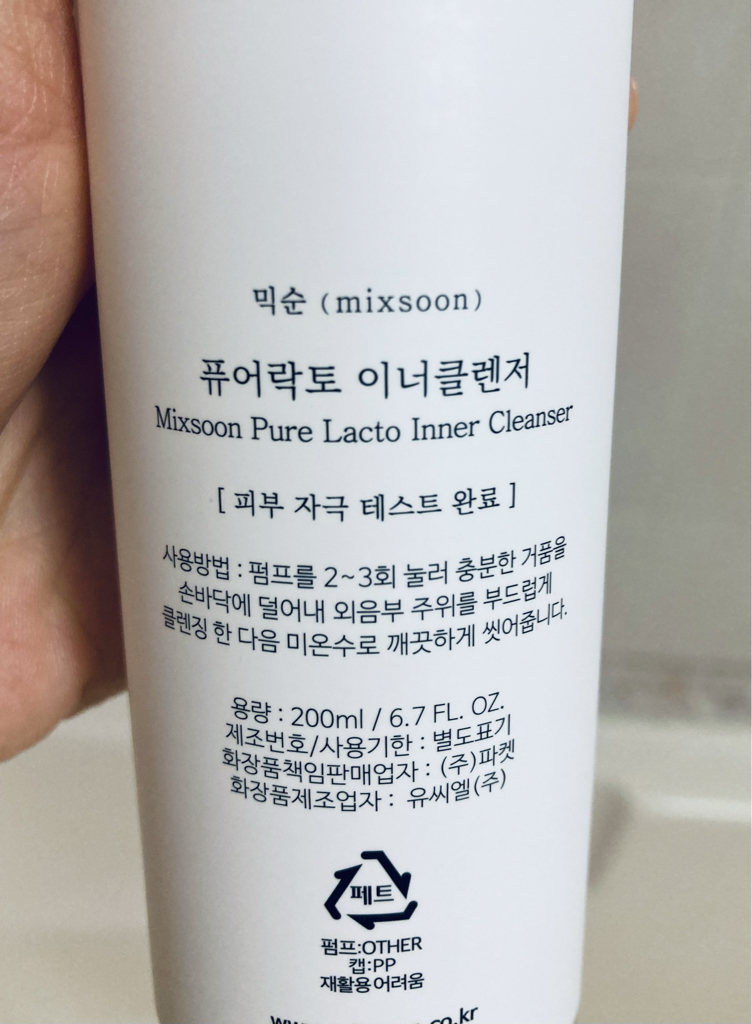 믹순 (mixsoon)
퓨어락토 이너클렌저
Mixsoon Pure Lacto Inner Cleanser
[ 피부 자극 테스트 완료 ]
사용방법 : 펌프를 2~3회 눌러 충분한 거품을
손바닥에 덜어내 외음부 주위를 부드럽게
클렌징 한 다음 미온수로 깨끗하게 씻어줍니다.
용량 : 200ml / 6.7 FL. OZ.
제조번호/사용기한 : 별도표기
화장품책임판매업자 : (주)파켓
화장품제조업자 : 유씨엘(주)
페트
펌프:OTHER
캡:PP
재활용어려움